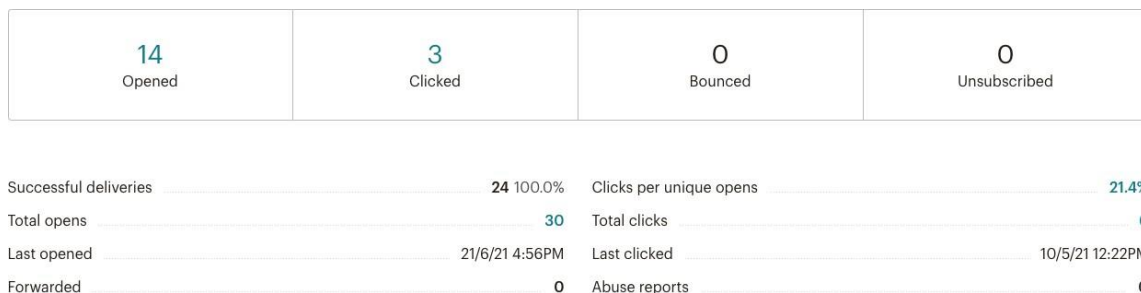 14
Opened
3
Clicked
0
Bounced
0
Unsubscribed
Successful deliveries 24 100.0%
Clicks per unique opens 21.4%
Total opens 30
Total clicks
Last opened 21/6/21 4:56PM
Last clicked 10/5/21 12:22PM
Forwarded 0
Abuse reports